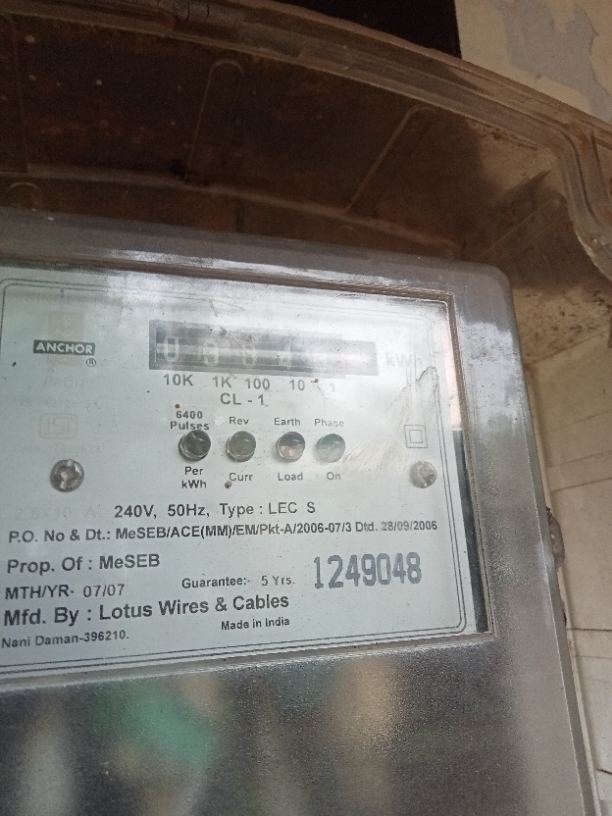 ANCHOR
®
kWh
10K 1K 100 10 1
CL - 1
6400 Pulses Per kWh
Rev Curr
Earth Load
Phase On
240V, 50Hz, Type : LEC S
P.O. No & Dt.: MeSEB/ACE(MM)/EM/Pkt-A/2006-07/3 Dtd. 28/09/2006
Prop. Of : MeSEB
MTH/YR- 07/07
Guarantee:- 5 Yrs.
1249048
Mfd. By : Lotus Wires & Cables
Nani Daman-396210.
Made in India